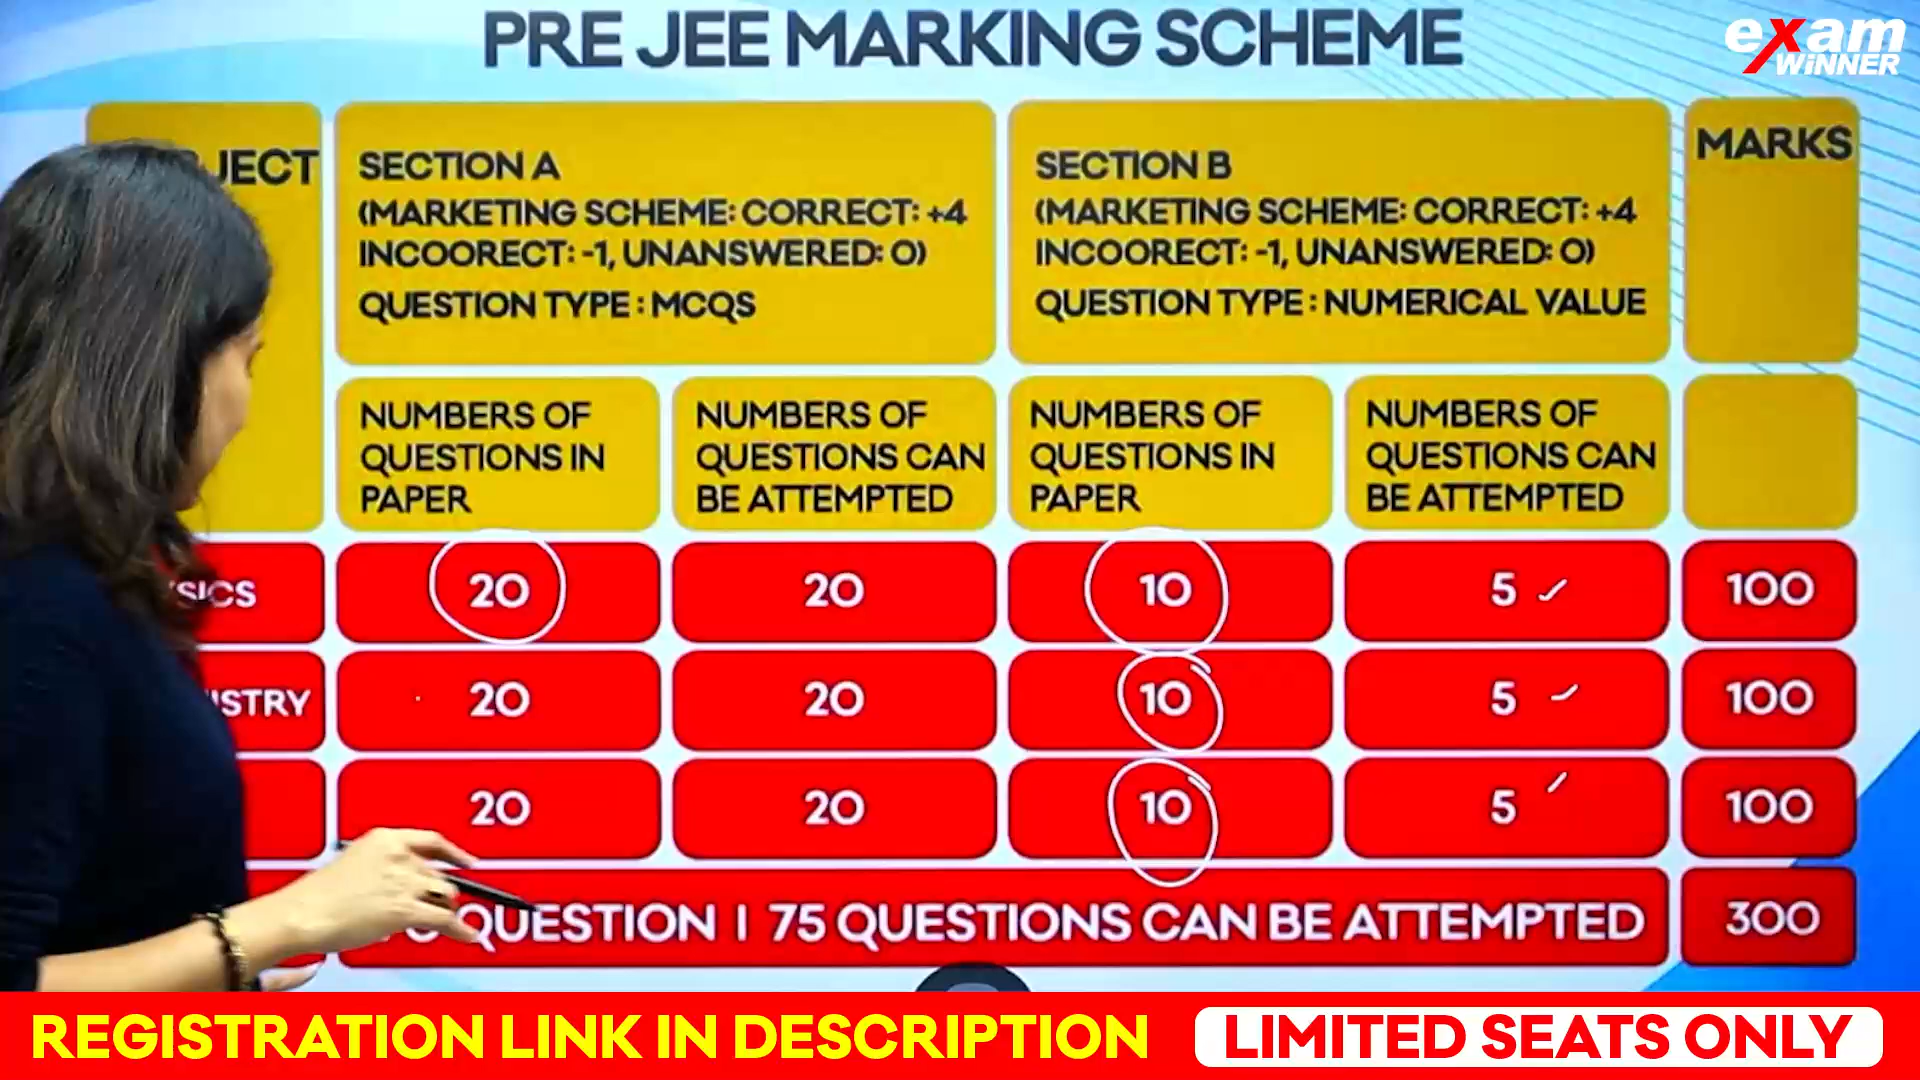 PRE JEE MARKING SCHEME
exam
WiNNER
JECT
SECTION A
(MARKETING SCHEME: CORRECT: +4
INCOORECT: -1, UNANSWERED: 0)
QUESTION TYPE : MCQS
SECTION B
(MARKETING SCHEME: CORRECT: +4
INCOORECT: -1, UNANSWERED: 0)
QUESTION TYPE : NUMERICAL VALUE
MARKS
NUMBERS OF
QUESTIONS IN
PAPER
NUMBERS OF
QUESTIONS CAN
BE ATTEMPTED
NUMBERS OF
QUESTIONS IN
PAPER
NUMBERS OF
QUESTIONS CAN
BE ATTEMPTED
SICS 20 20 10 5 100
ISTRY 20 20 10 5 100
20 20 10 5 100
QUESTION | 75 QUESTIONS CAN BE ATTEMPTED 300
REGISTRATION LINK IN DESCRIPTION
LIMITED SEATS ONLY